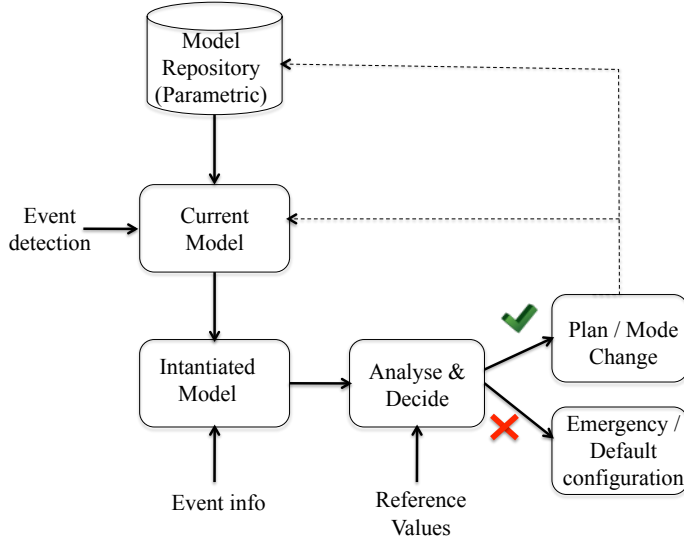 Model
Repository
(Parametric)
Event
detection
Current
Model
Intantiated
Model
Analyse &
Decide
Plan / Mode
Change
Emergency /
Default
configuration
Event info
Reference
Values